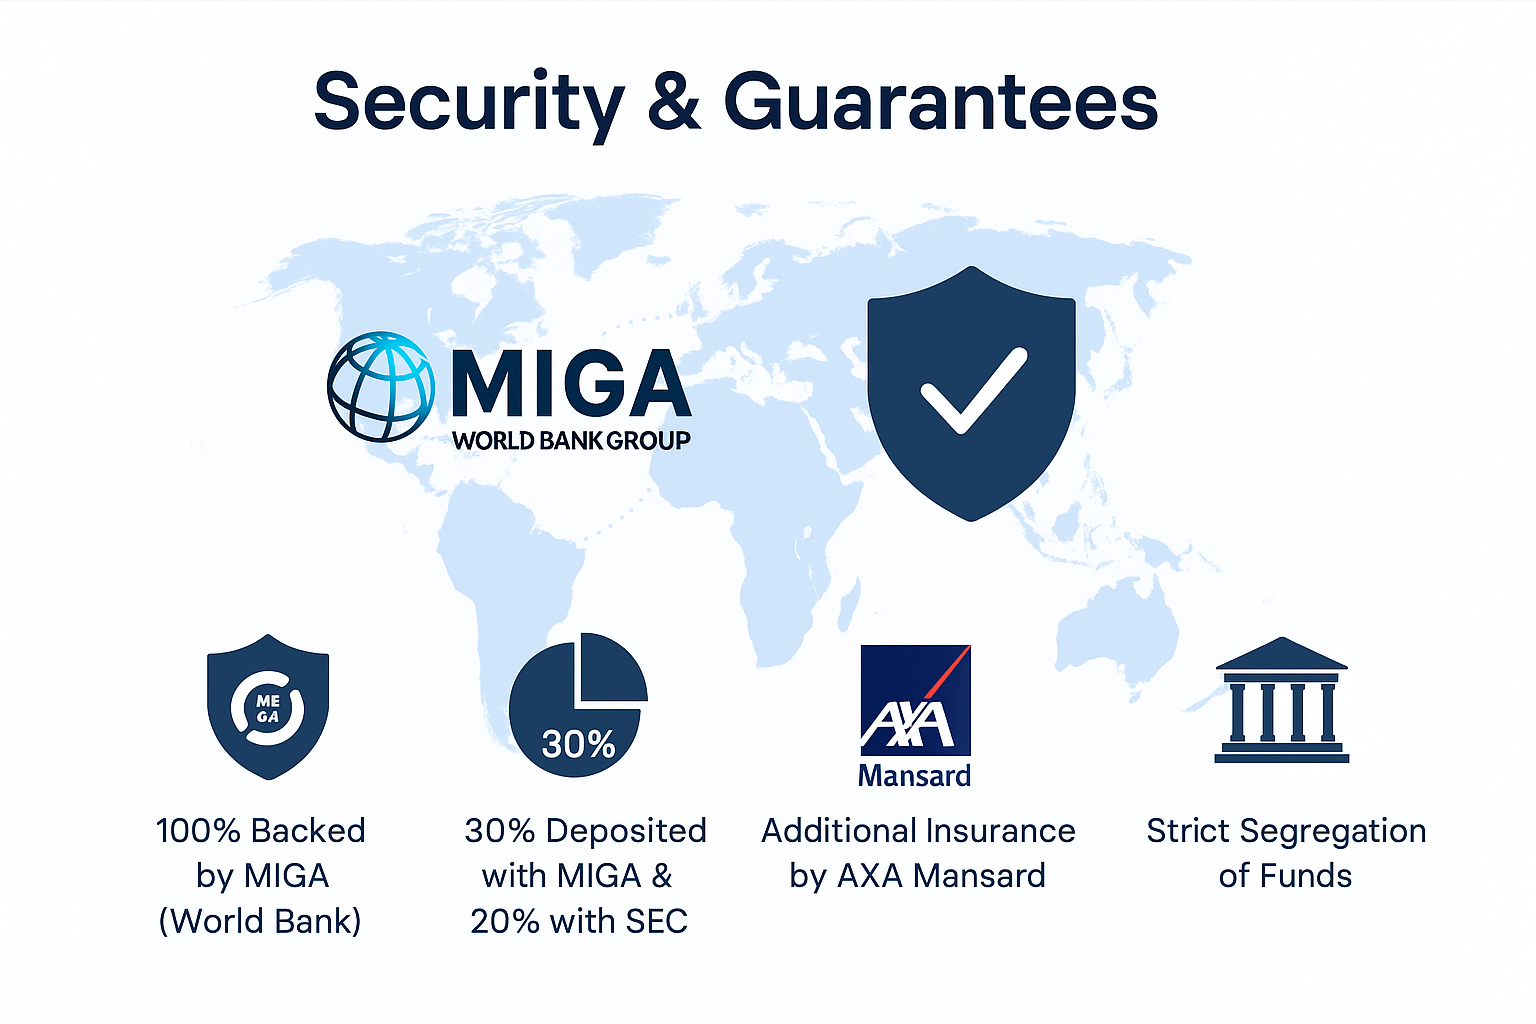 Security & Guarantees
MIGA
WORLD BANK GROUP
ME
GA
30%
AXA
Mansard
100% Backed
by MIGA
(World Bank)
30% Deposited
with MIGA &
20% with SEC
Additional Insurance
by AXA Mansard
Strict Segregation
of Funds